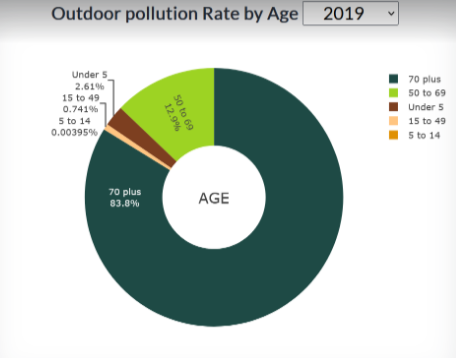 Outdoor pollution Rate by Age 2019
Under 5
2.61%
15 to 49
0.741%
5 to 14
0.00395%
50 to 69
12.9%
70 plus
83.8%
AGE
70 plus
50 to 69
Under 5
15 to 49
5 to 14